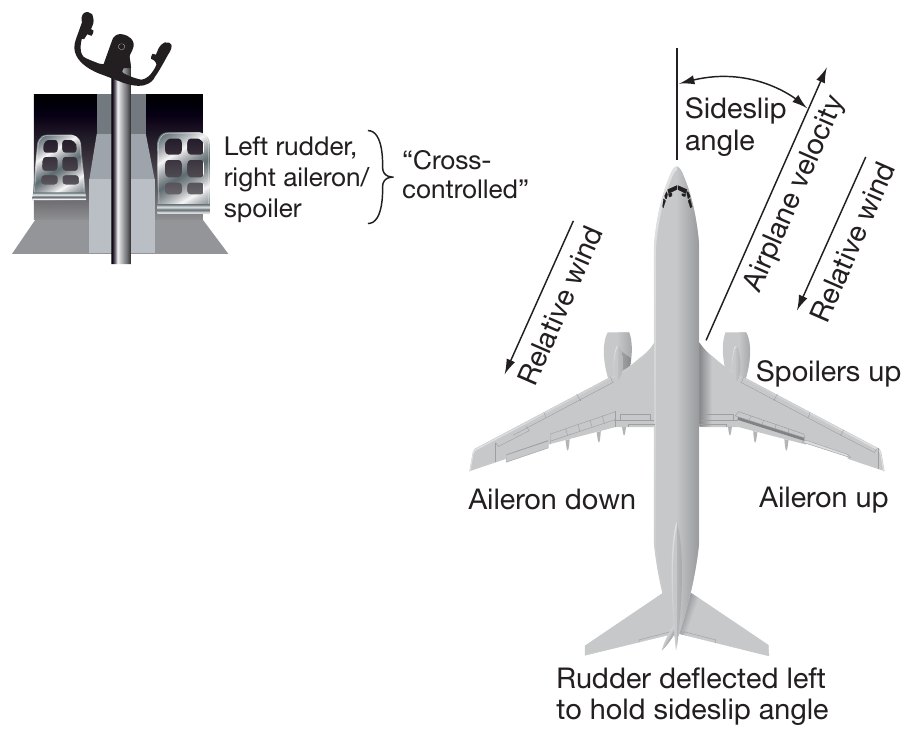 Left rudder,
right aileron/
spoiler
“Cross-
controlled”
Sideslip
angle
Airplane velocity
Relative wind
Relative wind
Spoilers up
Aileron down
Aileron up
Rudder deflected left
to hold sideslip angle